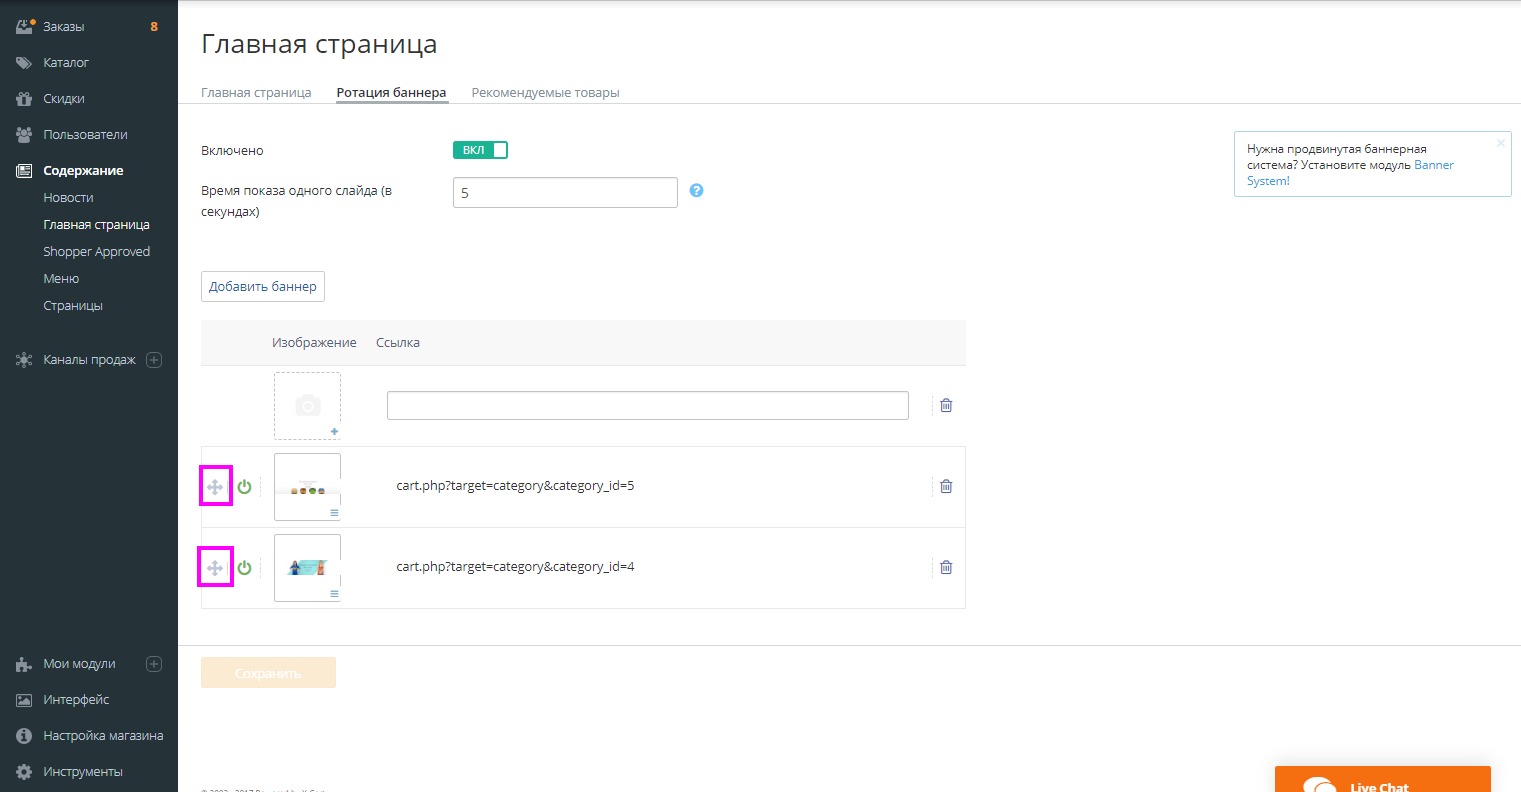 Заказы 8
Каталог
Скидки
Пользователи
Содержание
Новости
Главная страница
Shopper Approved
Меню
Страницы
Каналы продаж
Мои модули
Интерфейс
Настройка магазина
Инструменты
Главная страница
Главная страница Ротация баннера Рекомендуемые товары
Включено ВКЛ
Время показа одного слайда (в
секундах)
5
Нужна продвинутая баннерная
система? Установите модуль Banner
System!
Добавить баннер
Изображение Ссылка
cart.php?target=category&category_id=5
cart.php?target=category&category_id=4
Сохранить
Live Chat